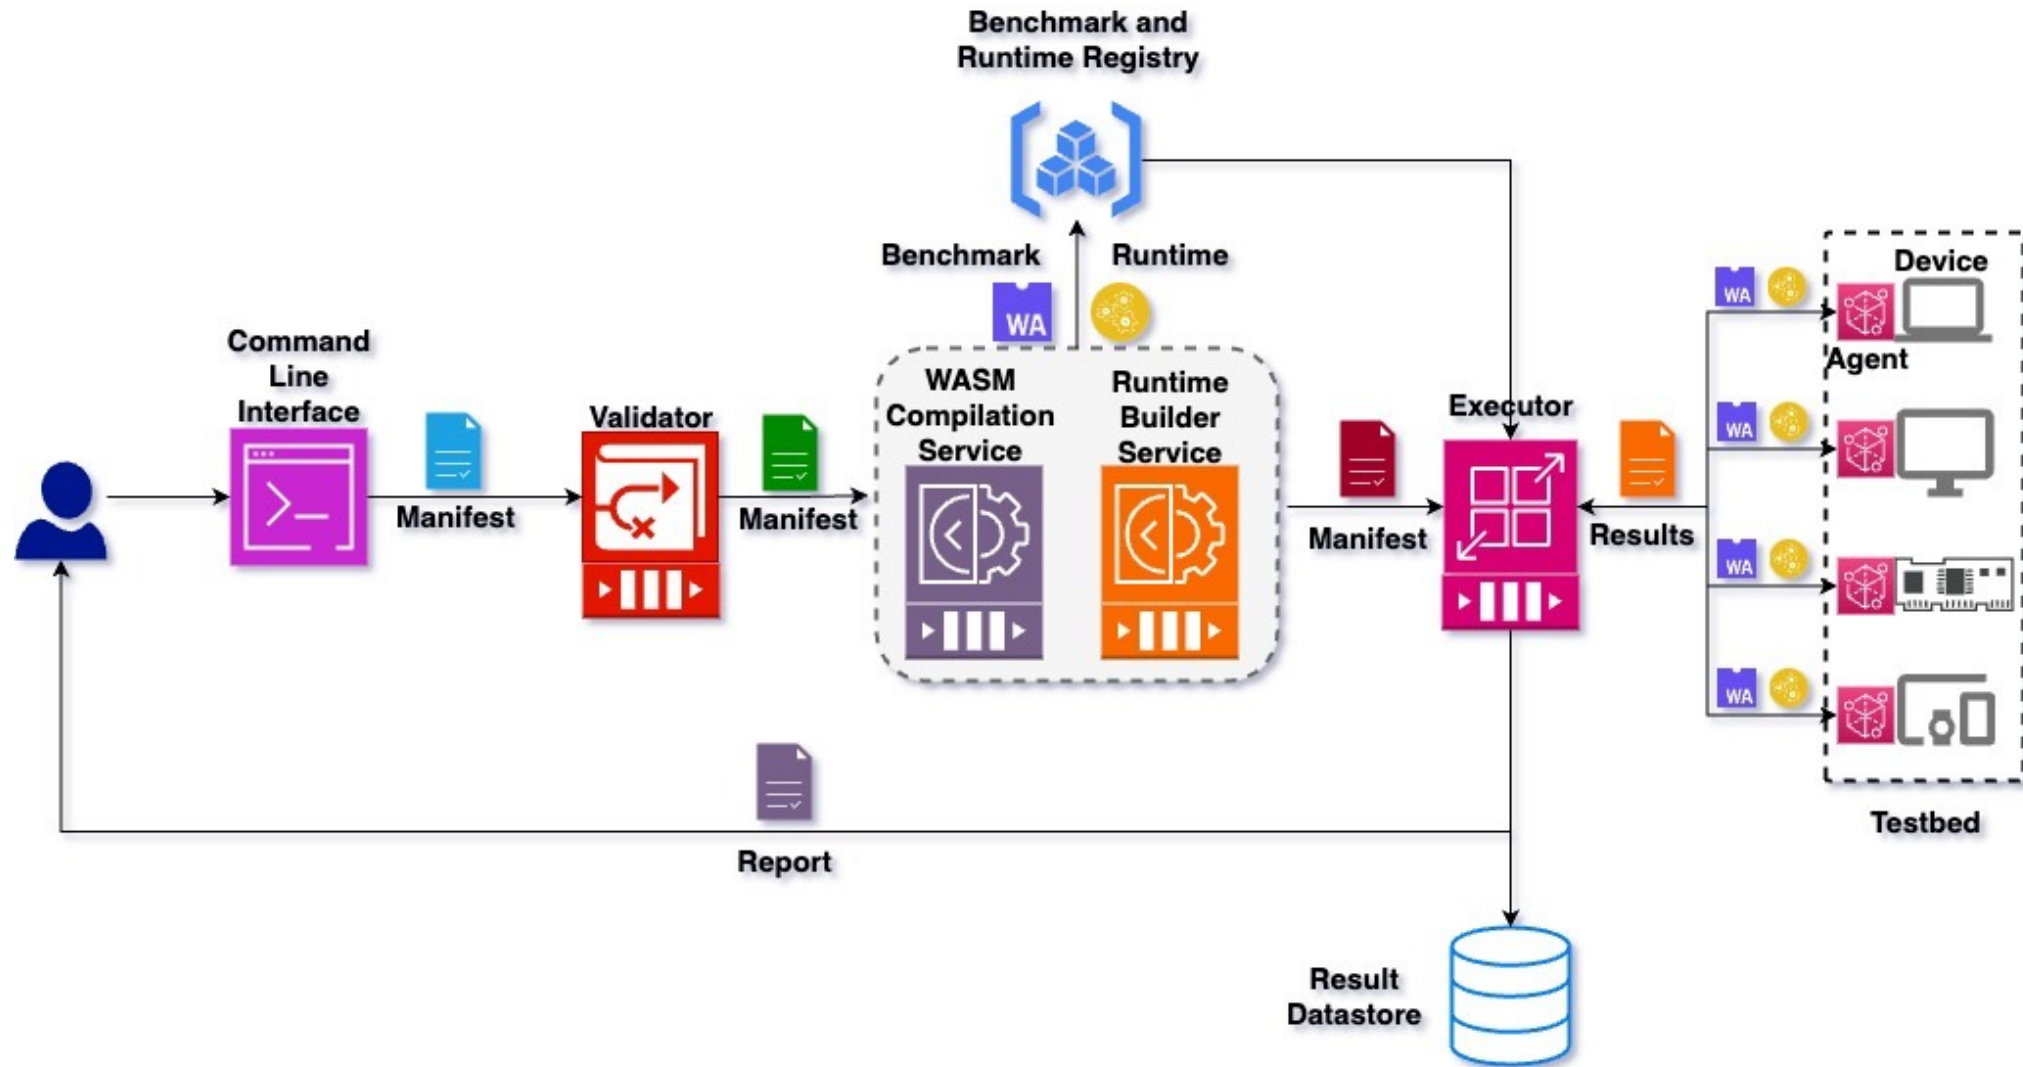 Benchmark and
Runtime Registry
Benchmark
Runtime
WA
Device
WA
Agent
Command
Line
Interface
Manifest
Validator
Manifest
WASM
Compilation
Service
Runtime
Builder
Service
Manifest
Executor
Results
WA
WA
WA
Testbed
Report
Result
Datastore